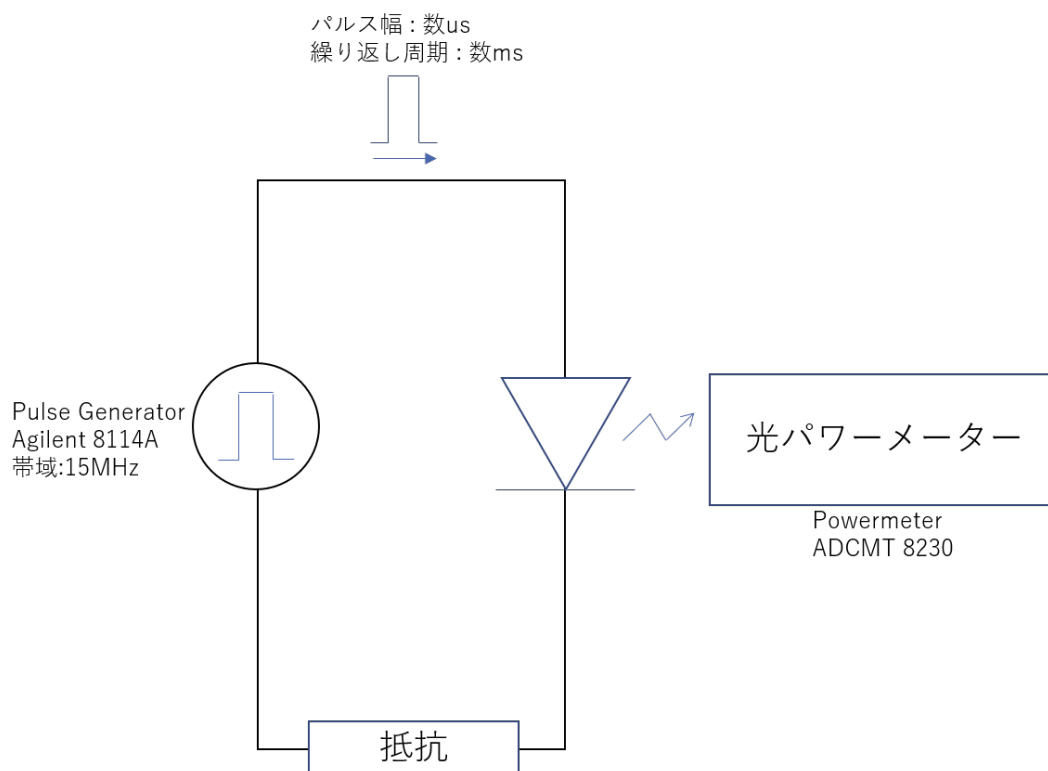 パルス幅 : 数us
繰り返し周期 : 数ms
Pulse Generator
Agilent 8114A
帯域:15MHz
光パワーメーター
Powermeter
ADCMT 8230
抵抗